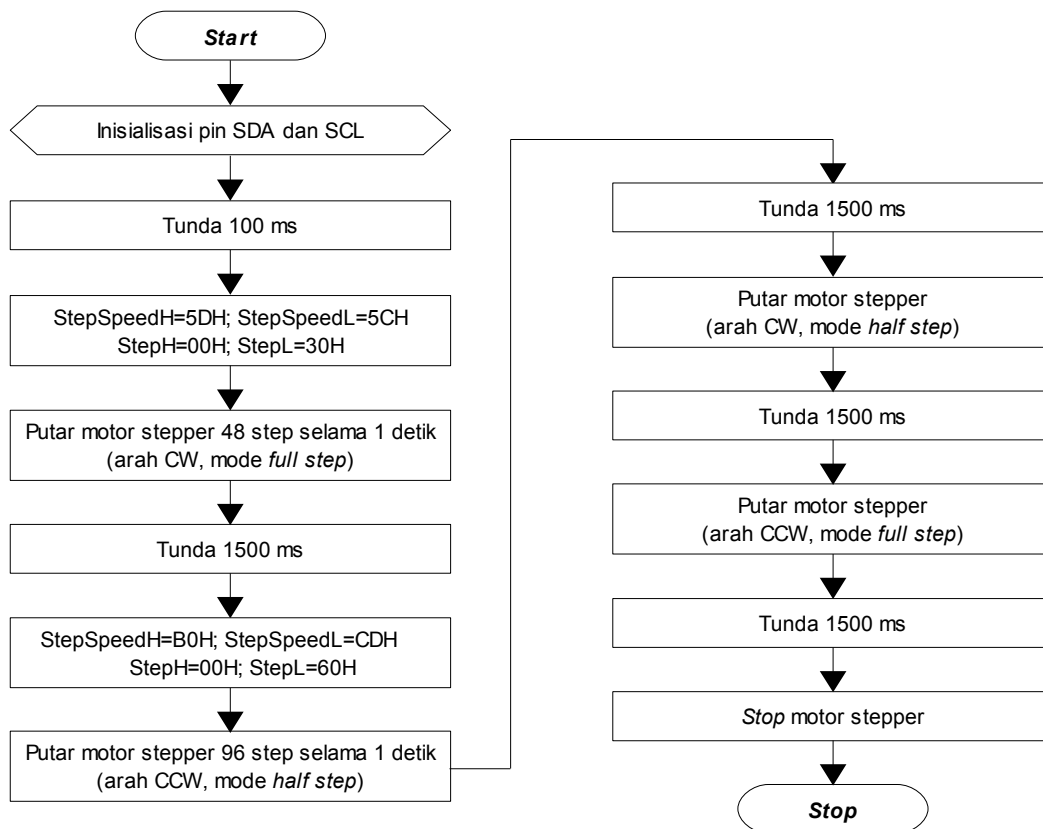 Start
Inisialisasi pin SDA dan SCL
Tunda 100 ms
StepSpeedH=5DH; StepSpeedL=5CH
StepH=00H; StepL=30H
Putar motor stepper 48 step selama 1 detik
(arah CW, mode full step)
Tunda 1500 ms
StepSpeedH=B0H; StepSpeedL=CDH
StepH=00H; StepL=60H
Putar motor stepper 96 step selama 1 detik
(arah CCW, mode half step)
Tunda 1500 ms
Putar motor stepper
(arah CW, mode half step)
Tunda 1500 ms
Putar motor stepper
(arah CCW, mode full step)
Tunda 1500 ms
Stop motor stepper
Stop